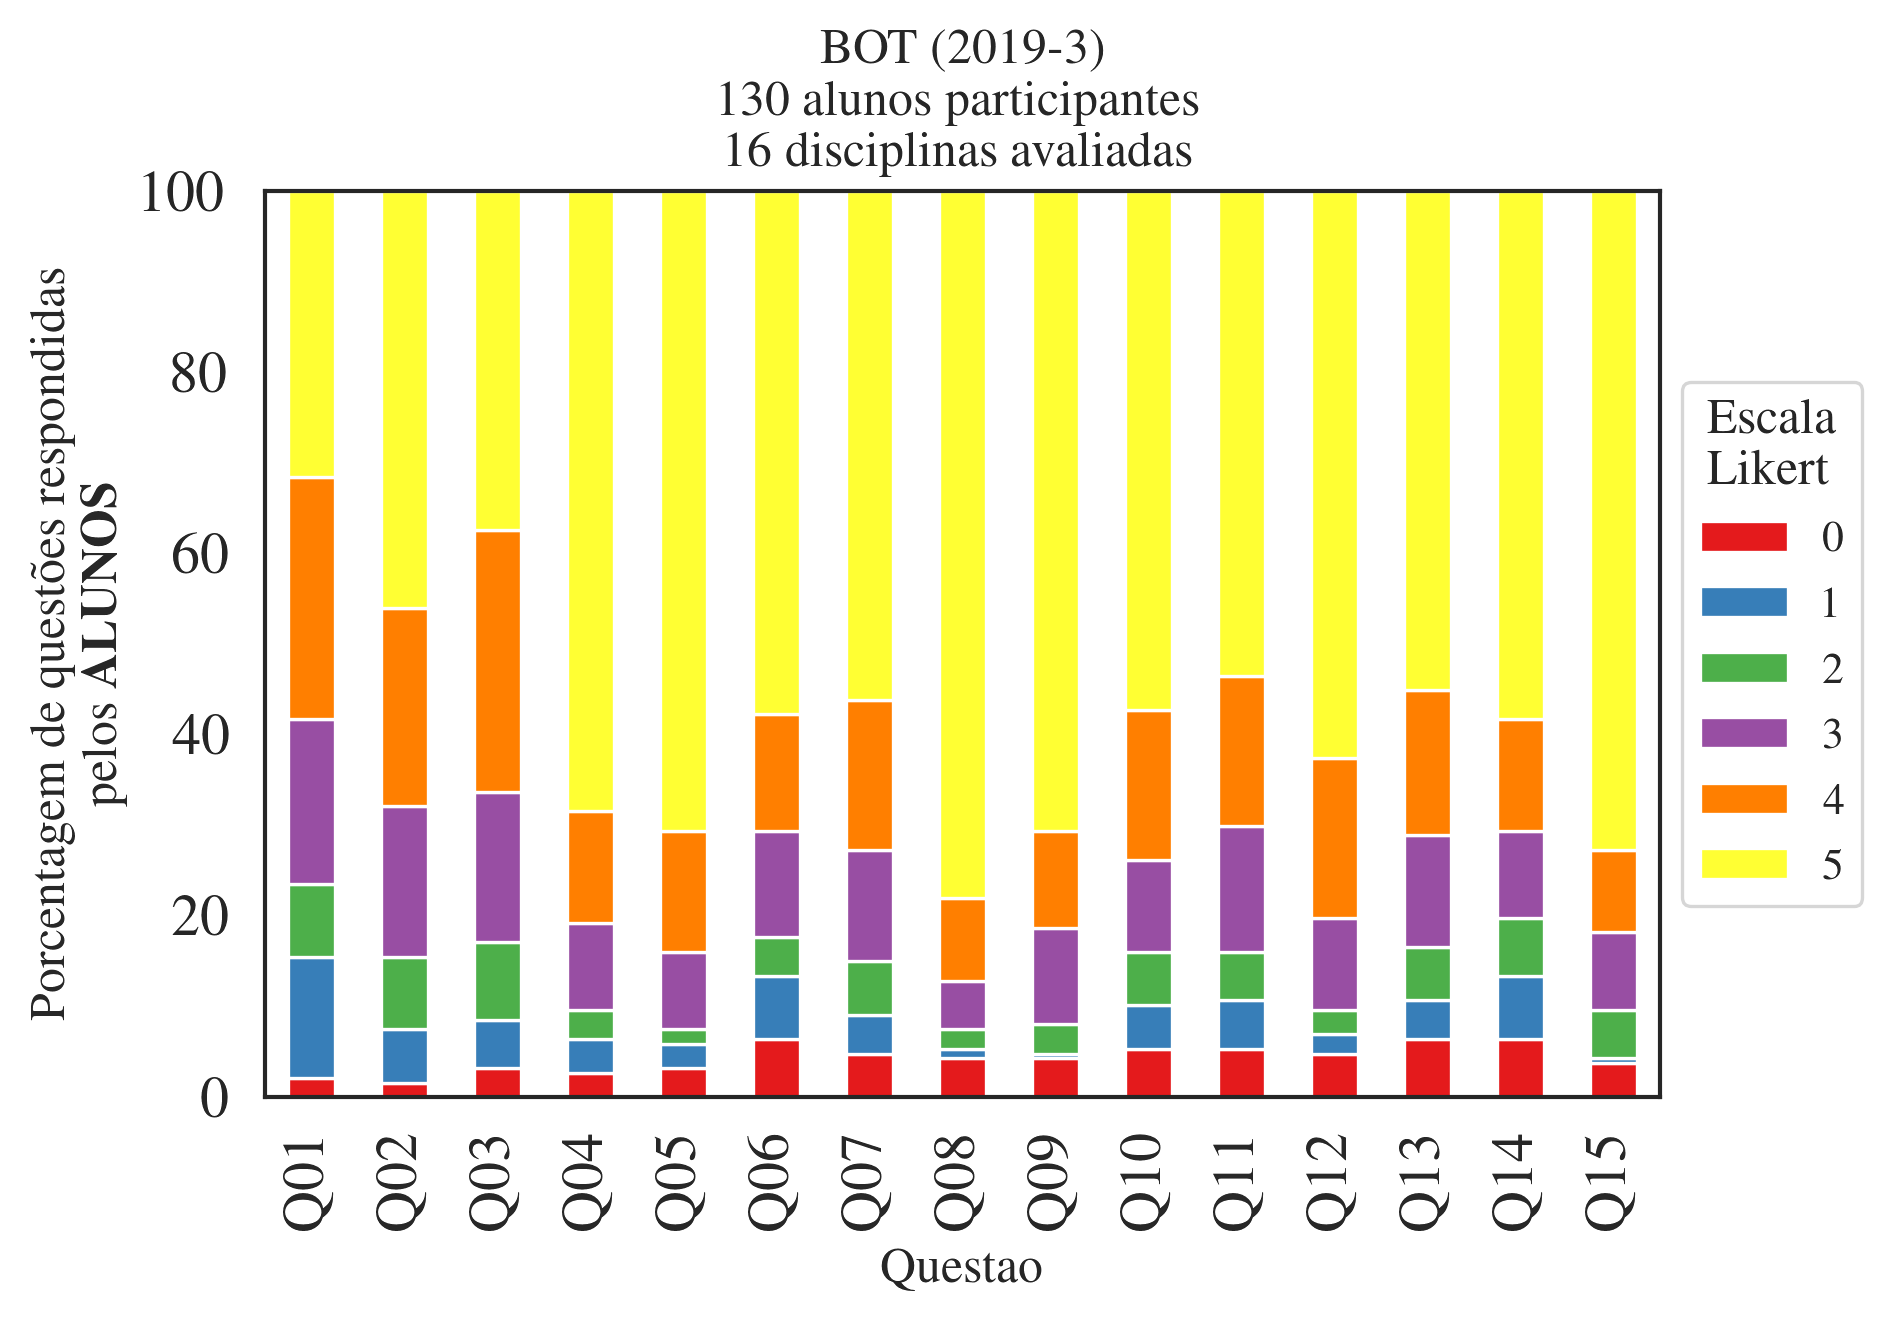 BOT (2019-3)
130 alunos participantes
16 disciplinas avaliadas
Porcentagem de questões respondidas
pelos ALUNOS
100
80
60
40
20
0
Q01
Q02
Q03
Q04
Q05
Q06
Q07
Q08
Q09
Q10
Q11
Q12
Q13
Q14
Q15
Questao
Escala
Likert
0
1
2
3
4
5